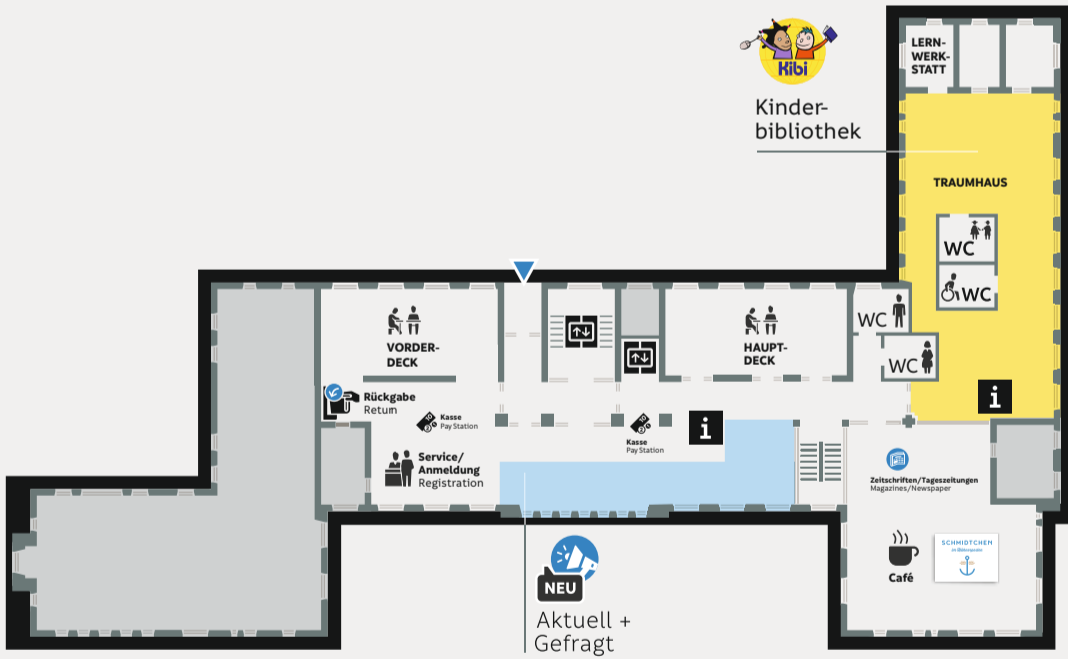 Kibi
Kinder-
bibliothek
LERN-
WERK-
STATT
TRAUMHAUS
WC
WC
VORDER-
DECK
HAUPT-
DECK
WC
WC
Rückgabe
Return
Kasse
Pay Station
Kasse
Pay Station
i
i
Service/
Anmeldung
Registration
Zeitschriften/Tageszeitungen
Magazines/Newspaper
Café
SCHMIDTCHEN
NEU
Aktuell +
Gefragt